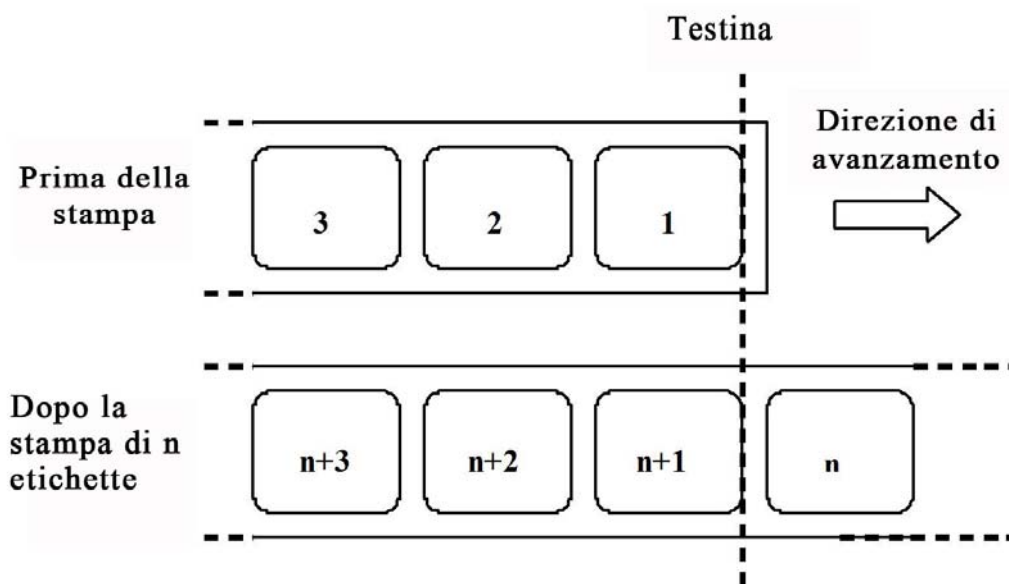 Testina
Direzione di
avanzamento
Prima della
stampa
3
2
1
Dopo la
stampa di n
etichette
n+3
n+2
n+1
n